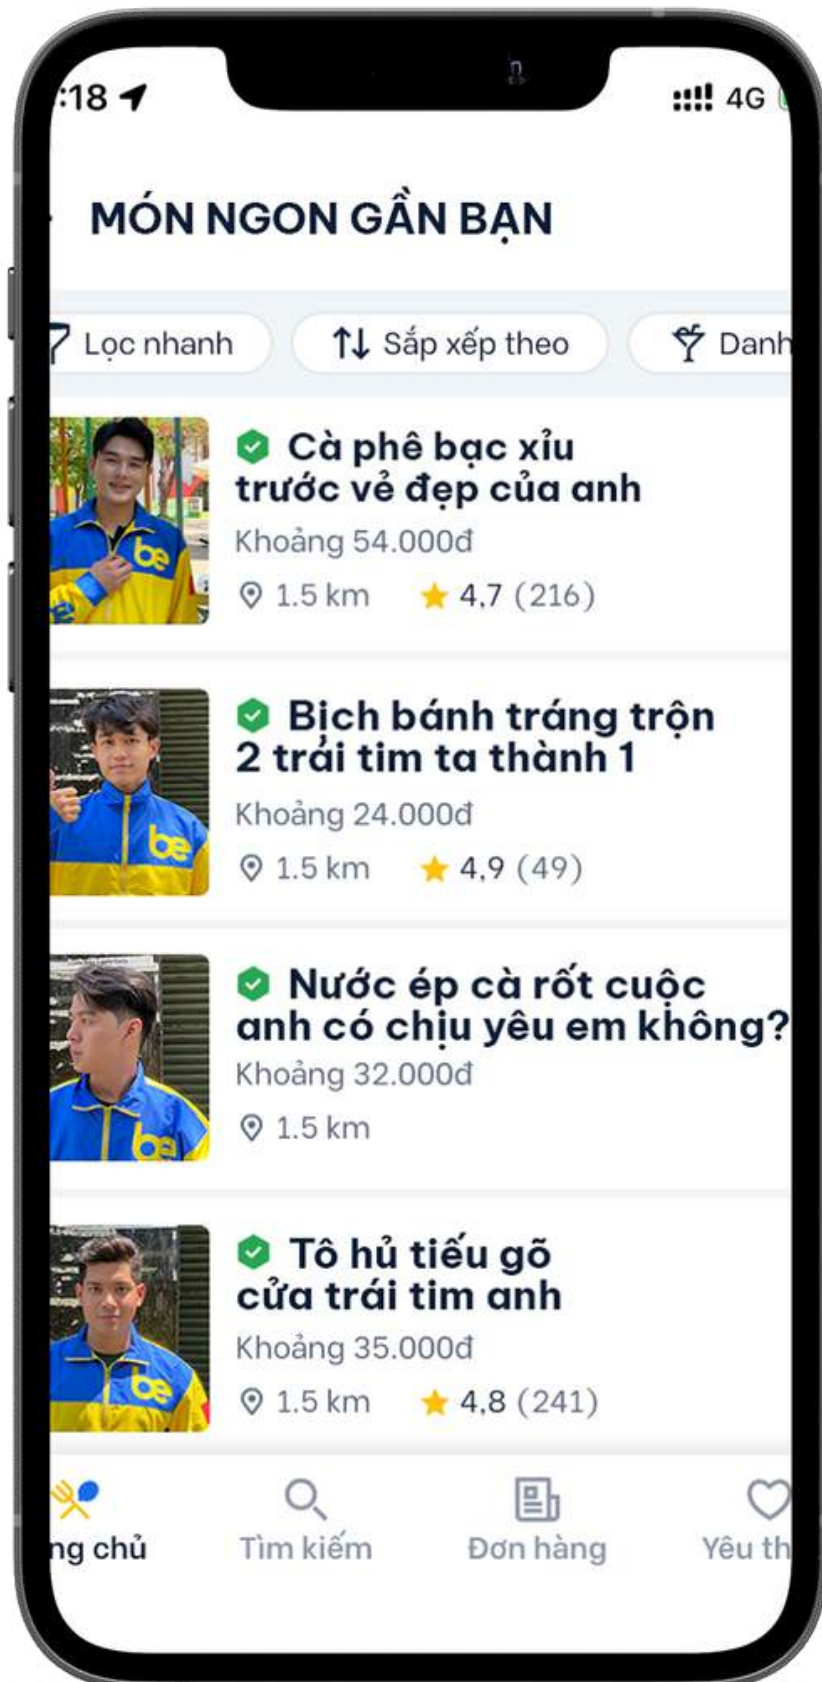 :18
4G
MÓN NGON GẦN BẠN
Lọc nhanh
Sắp xếp theo
Danh
be
Cà phê bạc xỉu
trước vẻ đẹp của anh
Khoảng 54.000đ
1.5 km
4,7 (216)
be
Bịch bánh tráng trộn
2 trái tim ta thành 1
Khoảng 24.000đ
1.5 km
4,9 (49)
be
Nước ép cà rốt cuộc
anh có chịu yêu em không?
Khoảng 32.000đ
1.5 km
be
Tô hủ tiếu gõ
cửa trái tim anh
Khoảng 35.000đ
1.5 km
4,8 (241)
ng chủ
Tìm kiếm
Đơn hàng
Yêu th